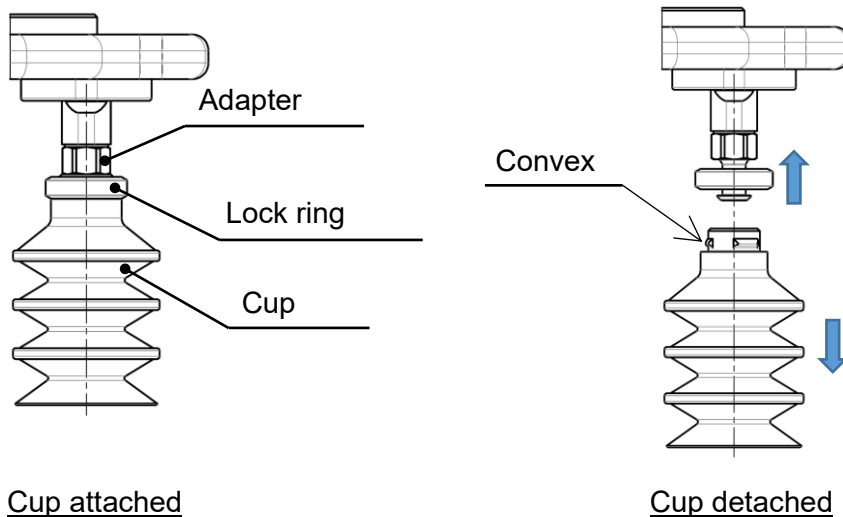 Adapter
Convex
Lock ring
Cup
Cup attached
Cup detached